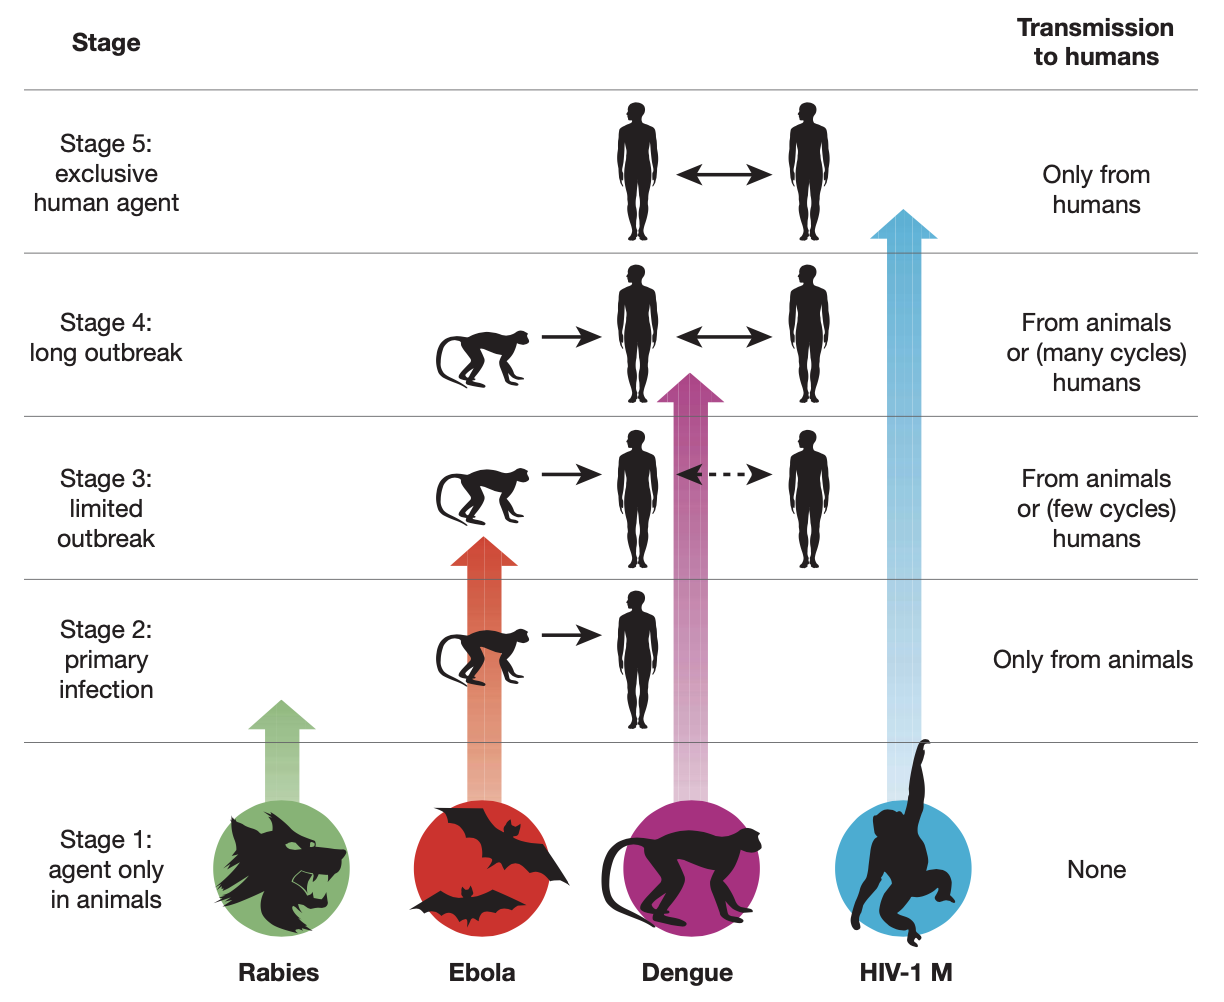 Stage
Transmission
to humans
Stage 5:
exclusive
human agent
Only from
humans
Stage 4:
long outbreak
From animals
or (many cycles)
humans
Stage 3:
limited
outbreak
From animals
or (few cycles)
humans
Stage 2:
primary
infection
Only from animals
Stage 1:
agent only
in animals
None
Rabies
Ebola
Dengue
HIV-1 M